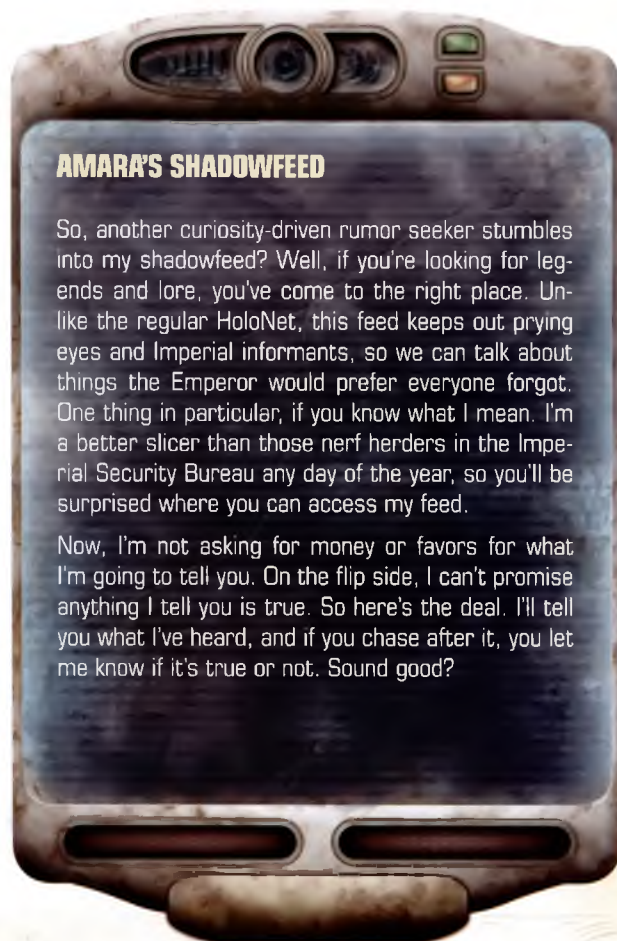 AMARA'S SHADOWFEED
So, another curiosity-driven rumor seeker stumbles
into my shadowfeed? Well, if you're looking for leg-
ends and lore, you've come to the right place. Un-
like the regular HoloNet, this feed keeps out prying
eyes and Imperial informants, so we can talk about
things the Emperor would prefer everyone forgot.
One thing in particular, if you know what I mean. I'm
a better slicer than those nerf herders in the Impe-
rial Security Bureau any day of the year, so you'll be
surprised where you can access my feed.
Now, I'm not asking for money or favors for what
I'm going to tell you. On the flip side, I can't promise
anything I tell you is true. So here's the deal. I'll tell
you what I've heard, and if you chase after it, you let
me know if it's true or not. Sound good?